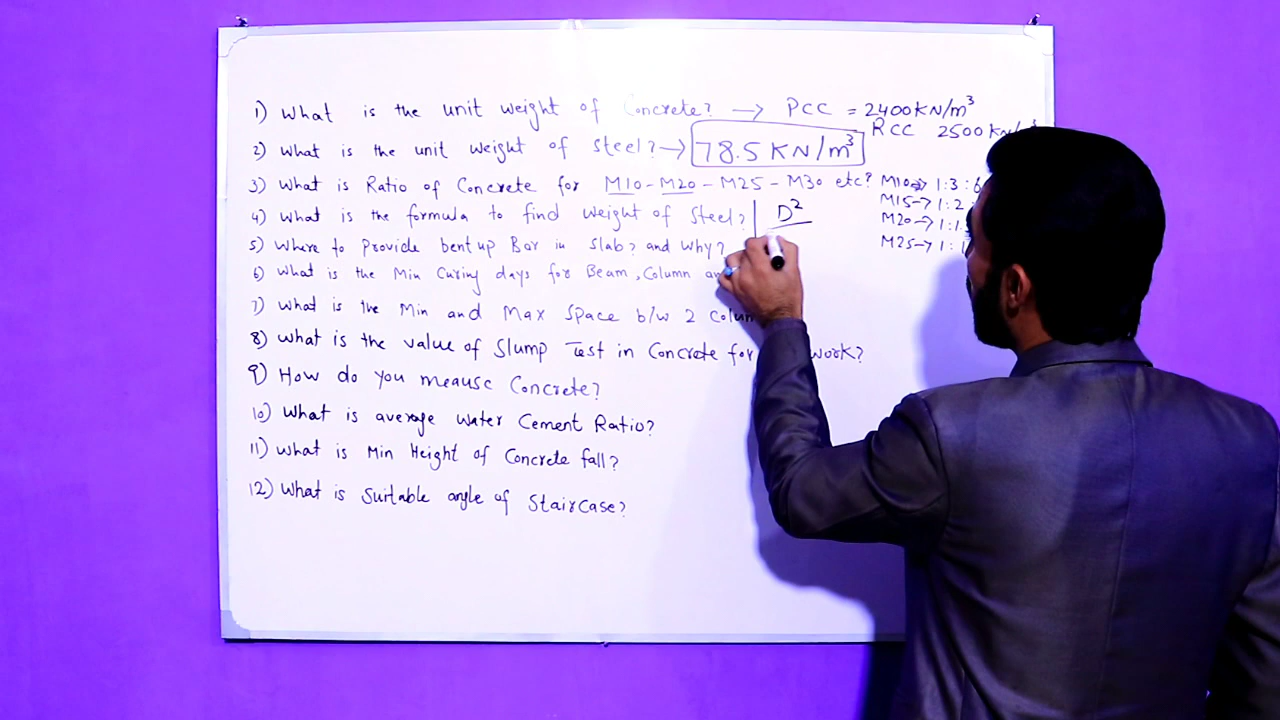 1) What is the unit weight of Concrete? → PCC = 2400KN/m³
RCC 2500 KN/
2) What is the unit weight of steel? → 78.5 KN/m³
3) What is Ratio of Concrete for M10 - M20 - M25 - M30 etc? M10→ 1:3:6
M15→ 1:2
4) What is the formula to find weight of Steel? D²
M20→ 1:1.5
5) Where to Provide bent up Bar in slab? and Why? M25→ 1:1
6) What is the Min Curing days for Beam, Column
7) What is the Min and Max Space b/w 2
8) What is the value of Slump Test in Concrete for work?
9) How do you meause Concrete?
10) What is average water Cement Ratio?
11) What is Min Height of Concrete fall?
12) What is Suitable angle of Staircase?